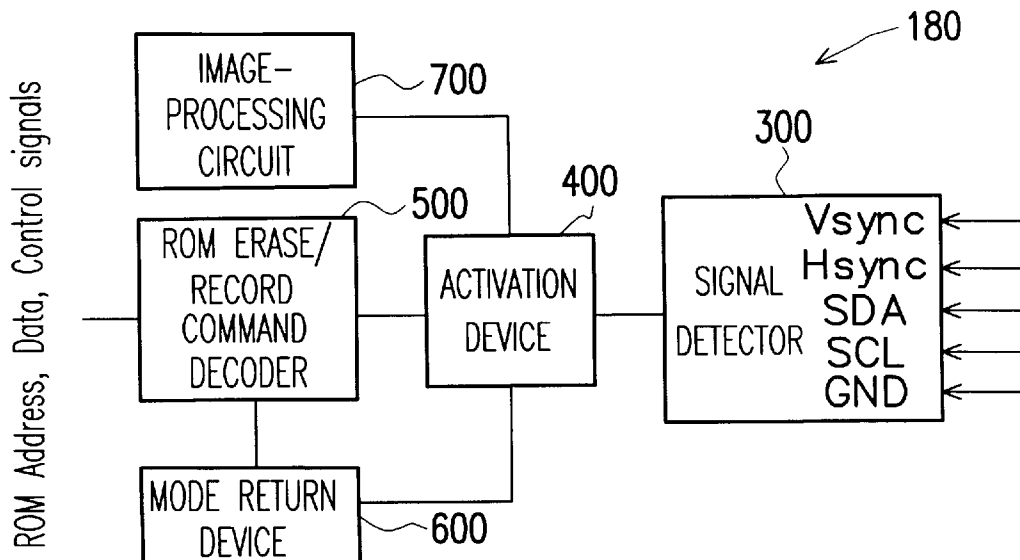 ROM Address, Data, Control signals
IMAGE-
PROCESSING
CIRCUIT
700
180
ROM ERASE/
RECORD
COMMAND
DECODER
500
ACTIVATION
DEVICE
400
300
SIGNAL
DETECTOR
Vsync
Hsync
SDA
SCL
GND
MODE RETURN
DEVICE
600